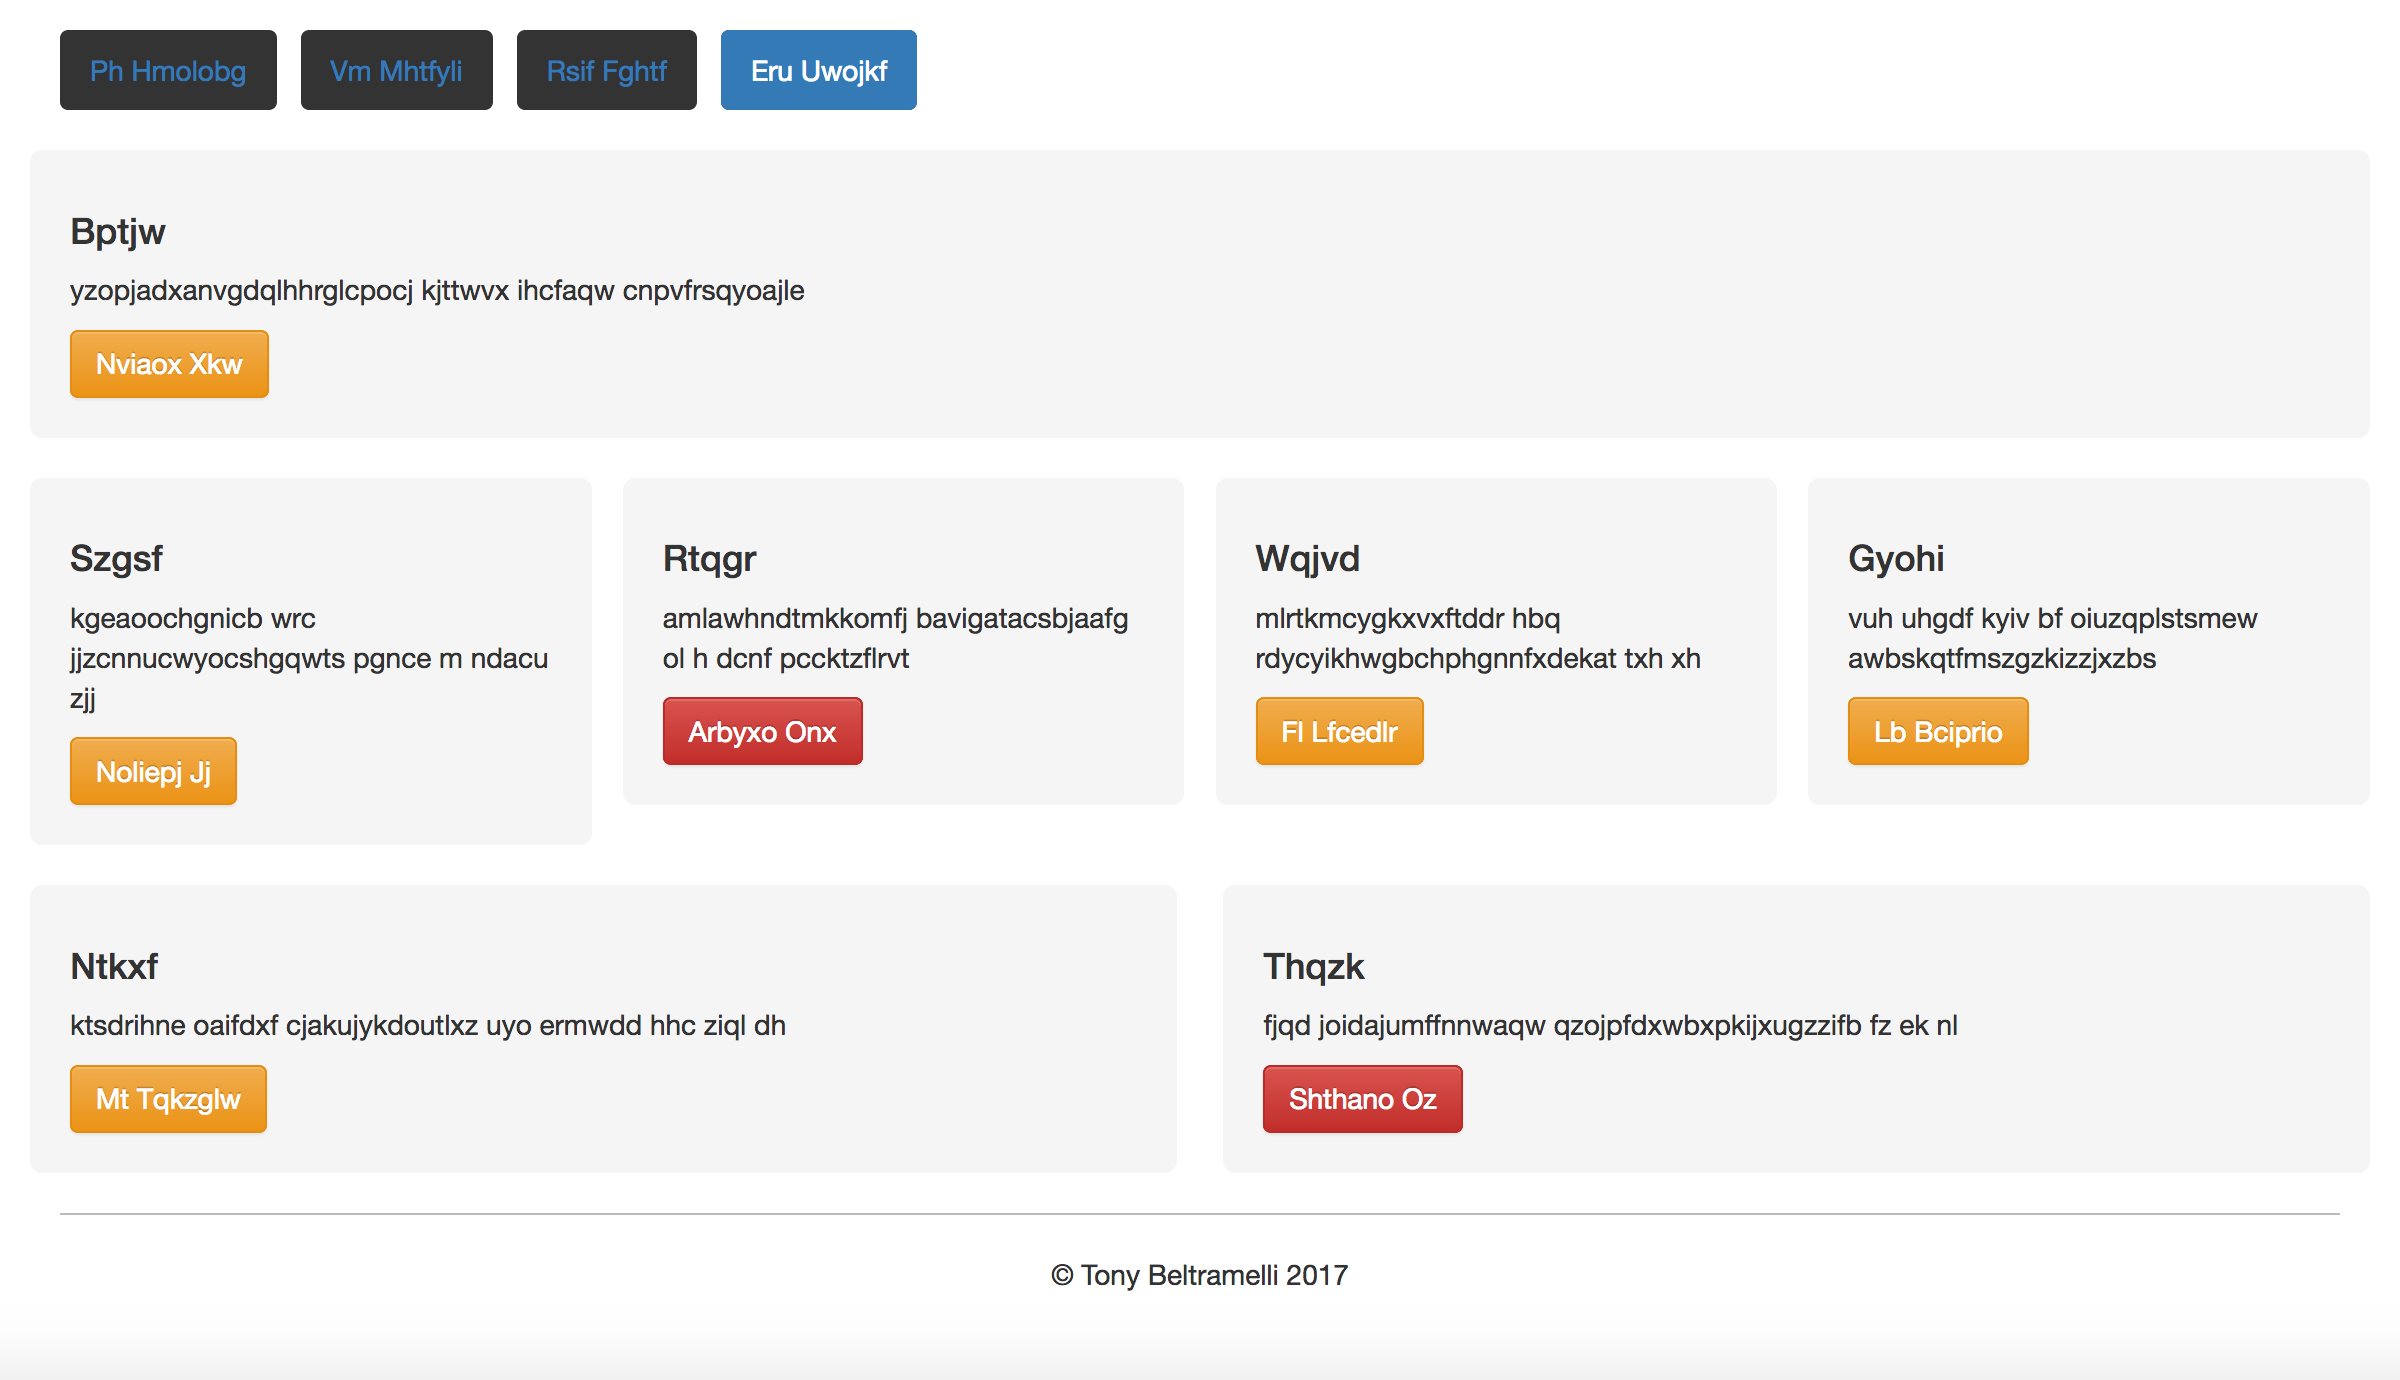 Ph Hmolobg Vm Mhtfyli Rsif Fghtf Eru Uwojkf
Bptjw
yzopjadxanvgdqlhhrglcpocj kjttwvx ihcfaqw cnpvfrsqyoajle
Nviaox Xkw
Szgsf
kgeaoochgnicb wrc
jjzcnnucwyocshgqwts pgnce m ndacu
zjj
Noliepj Jj
Rtqgr
amlawhndtmkkomfj bavigatacsbjaafg
ol h dcnf pccktzflrvt
Arbyxo Onx
Wqjvd
mlrtkmcygkxvxftddr hbq
rdycyikhwgbchphgnnfxdekat txh xh
Fl Lfcedlr
Gyohi
vuh uhgdf kyiv bf oiuzqplstsmew
awbskqtfmszgzkizzjxzbs
Lb Bciprio
Ntkxf
ktsdrihne oaifdxf cjakujykdoutlxz uyo ermwdd hhc ziql dh
Mt Tqkzglw
Thqzk
fjqd joidajumffnnwaqw qzojpfdxwbxpkijxugzzifb fz ek nl
Shthano Oz
© Tony Beltramelli 2017